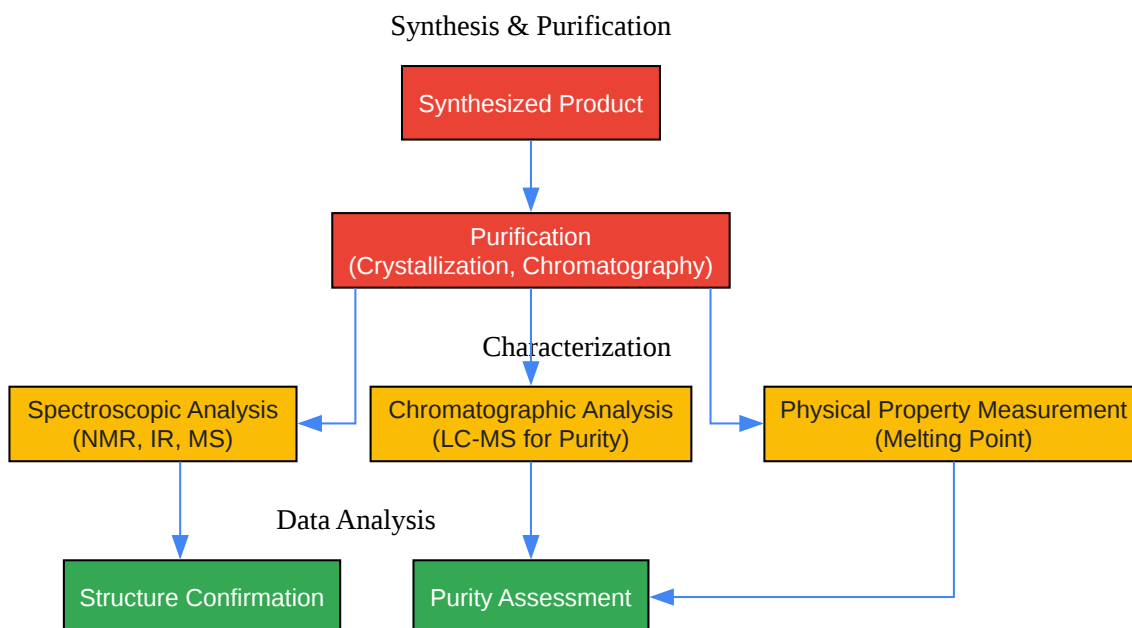 Synthesis & Purification
Synthesized Product
Purification
(Crystallization, Chromatography)
Characterization
Spectroscopic Analysis
(NMR, IR, MS)
Chromatographic Analysis
(LC-MS for Purity)
Physical Property Measurement
(Melting Point)
Data Analysis
Structure Confirmation
Purity Assessment